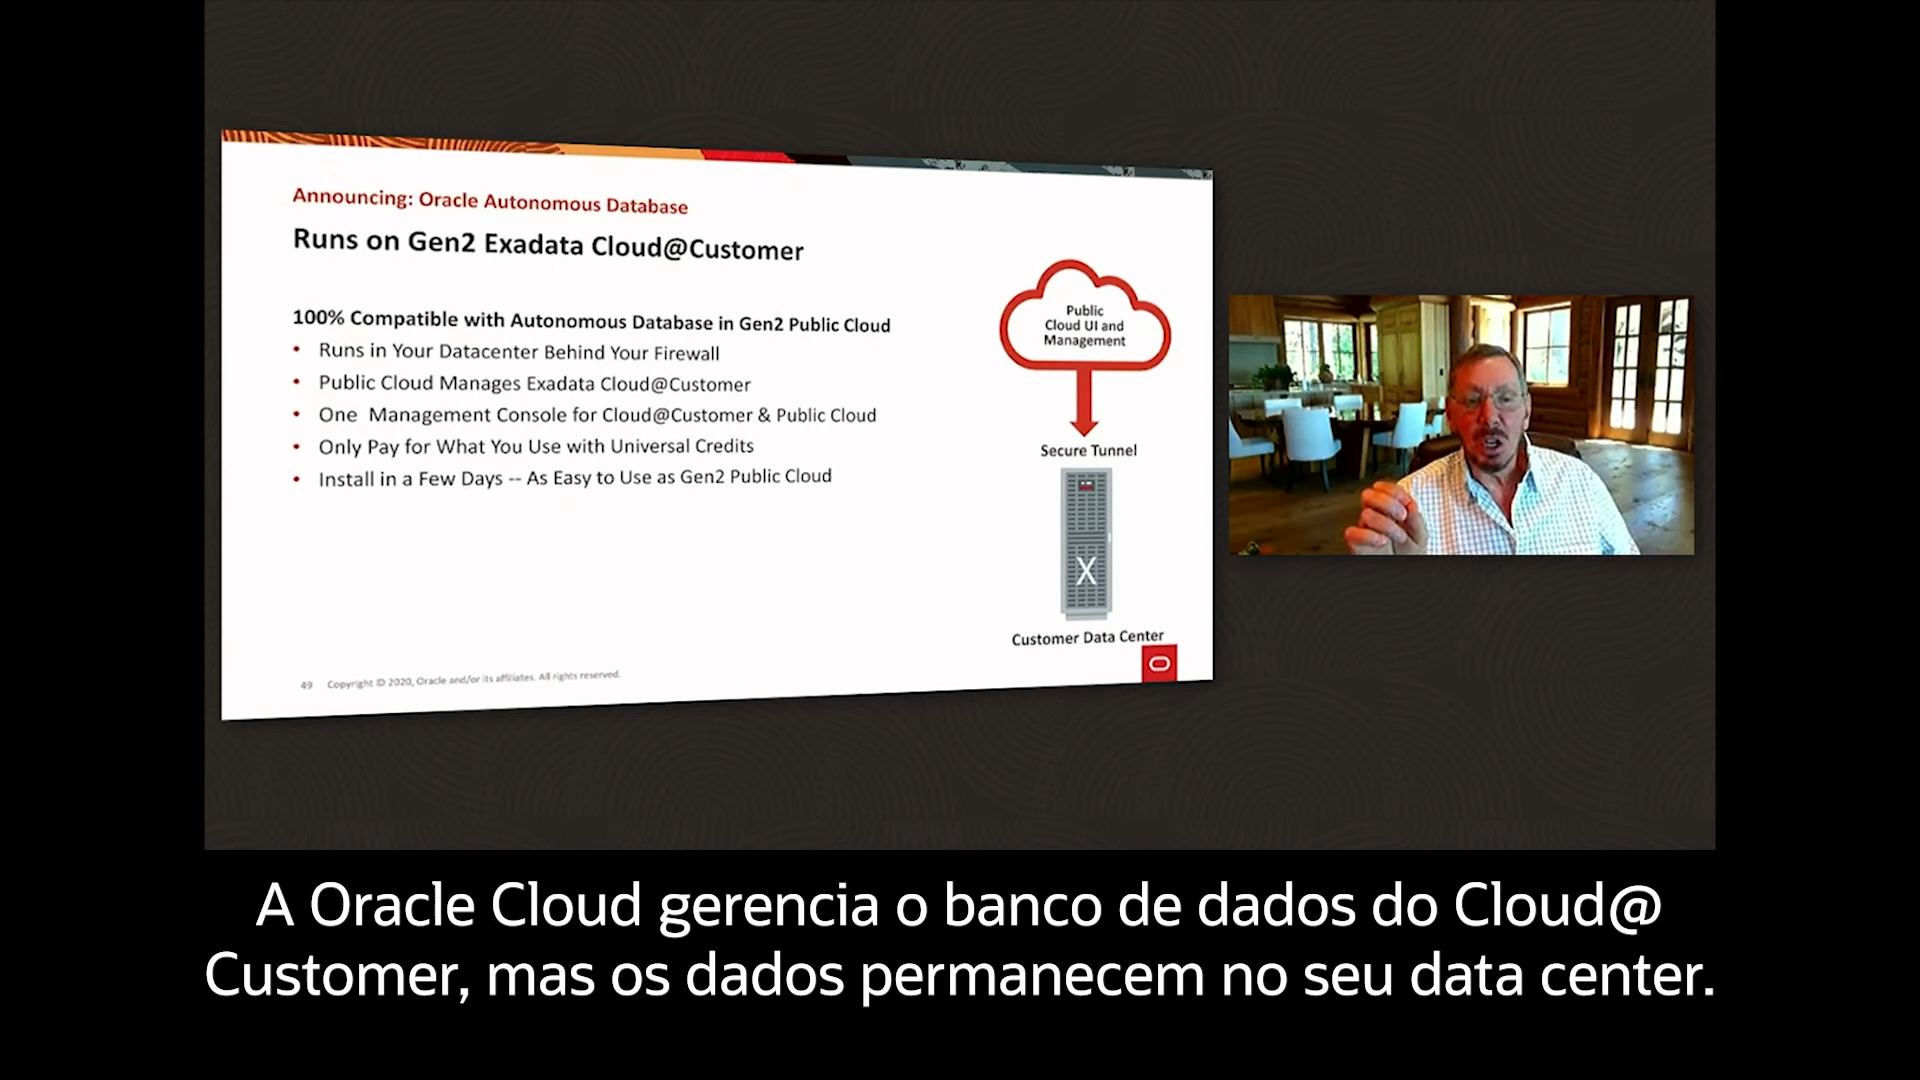 Announcing: Oracle Autonomous Database
Runs on Gen2 Exadata Cloud@Customer
100% Compatible with Autonomous Database in Gen2 Public Cloud
• Runs in Your Datacenter Behind Your Firewall
• Public Cloud Manages Exadata Cloud@Customer
• One Management Console for Cloud@Customer & Public Cloud
• Only Pay for What You Use with Universal Credits
• Install in a Few Days -- As Easy to Use as Gen2 Public Cloud
Public
Cloud UI and
Management
Secure Tunnel
X
Customer Data Center
49 Copyright © 2020, Oracle and/or its affiliates. All rights reserved.
A Oracle Cloud gerencia o banco de dados do Cloud@
Customer, mas os dados permanecem no seu data center.